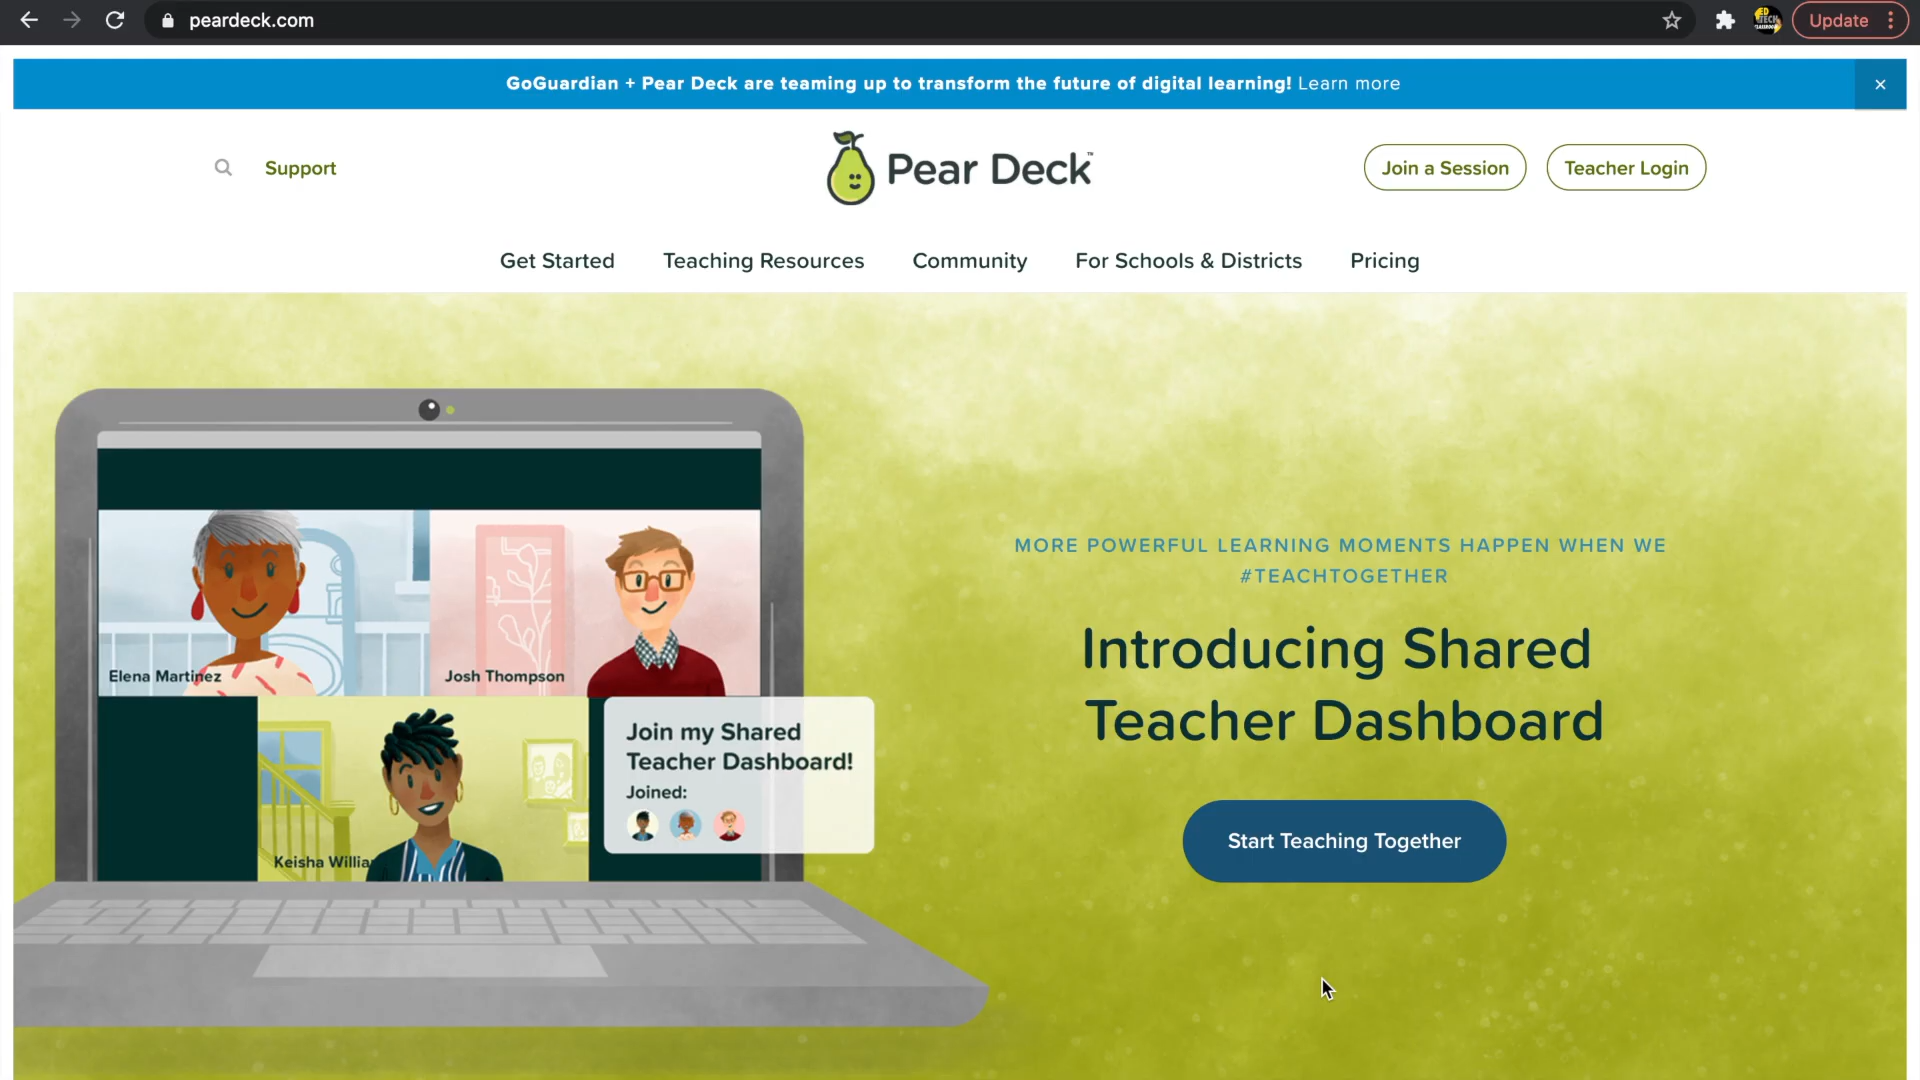 peardeck.com
Update
GoGuardian + Pear Deck are teaming up to transform the future of digital learning! Learn more
×
Support
Pear Deck™
Join a Session
Teacher Login
Get Started
Teaching Resources
Community
For Schools & Districts
Pricing
Elena Martinez
Josh Thompson
Keisha Willia
Join my Shared
Teacher Dashboard!
Joined:
MORE POWERFUL LEARNING MOMENTS HAPPEN WHEN WE
#TEACHTOGETHER
Introducing Shared
Teacher Dashboard
Start Teaching Together